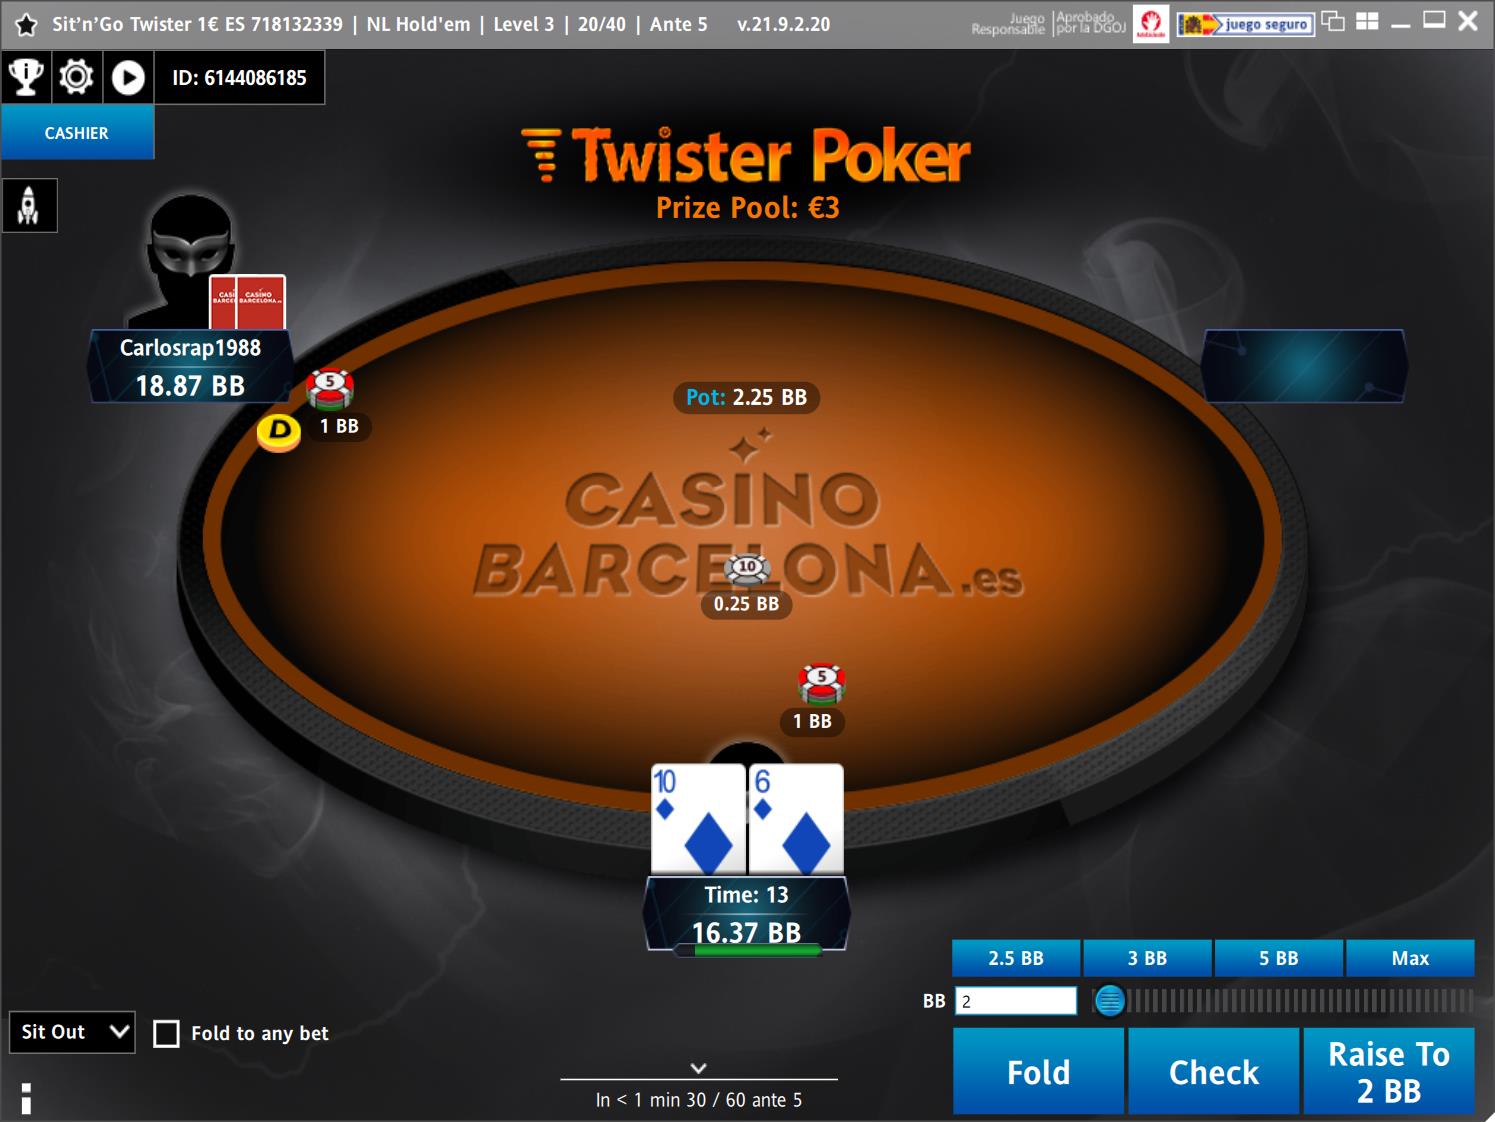 Sit'n'Go Twister 1€ ES 718132339 | NL Hold'em | Level 3 | 20/40 | Ante 5 v.21.9.2.20
Juego Responsable
Aprobado por la DGOJ
juego seguro
ID: 6144086185
CASHIER
Twister Poker
Prize Pool: €3
CASINO BARCELONA.es
Carlosrap1988
18.87 BB
5
D
1 BB
Pot: 2.25 BB
CASINO
BARCELONA.es
10
0.25 BB
5
1 BB
10
6
Time: 13
16.37 BB
2.5 BB
3 BB
5 BB
Max
BB
2
Sit Out
Fold to any bet
Fold
Check
Raise To
2 BB
In < 1 min 30 / 60 ante 5